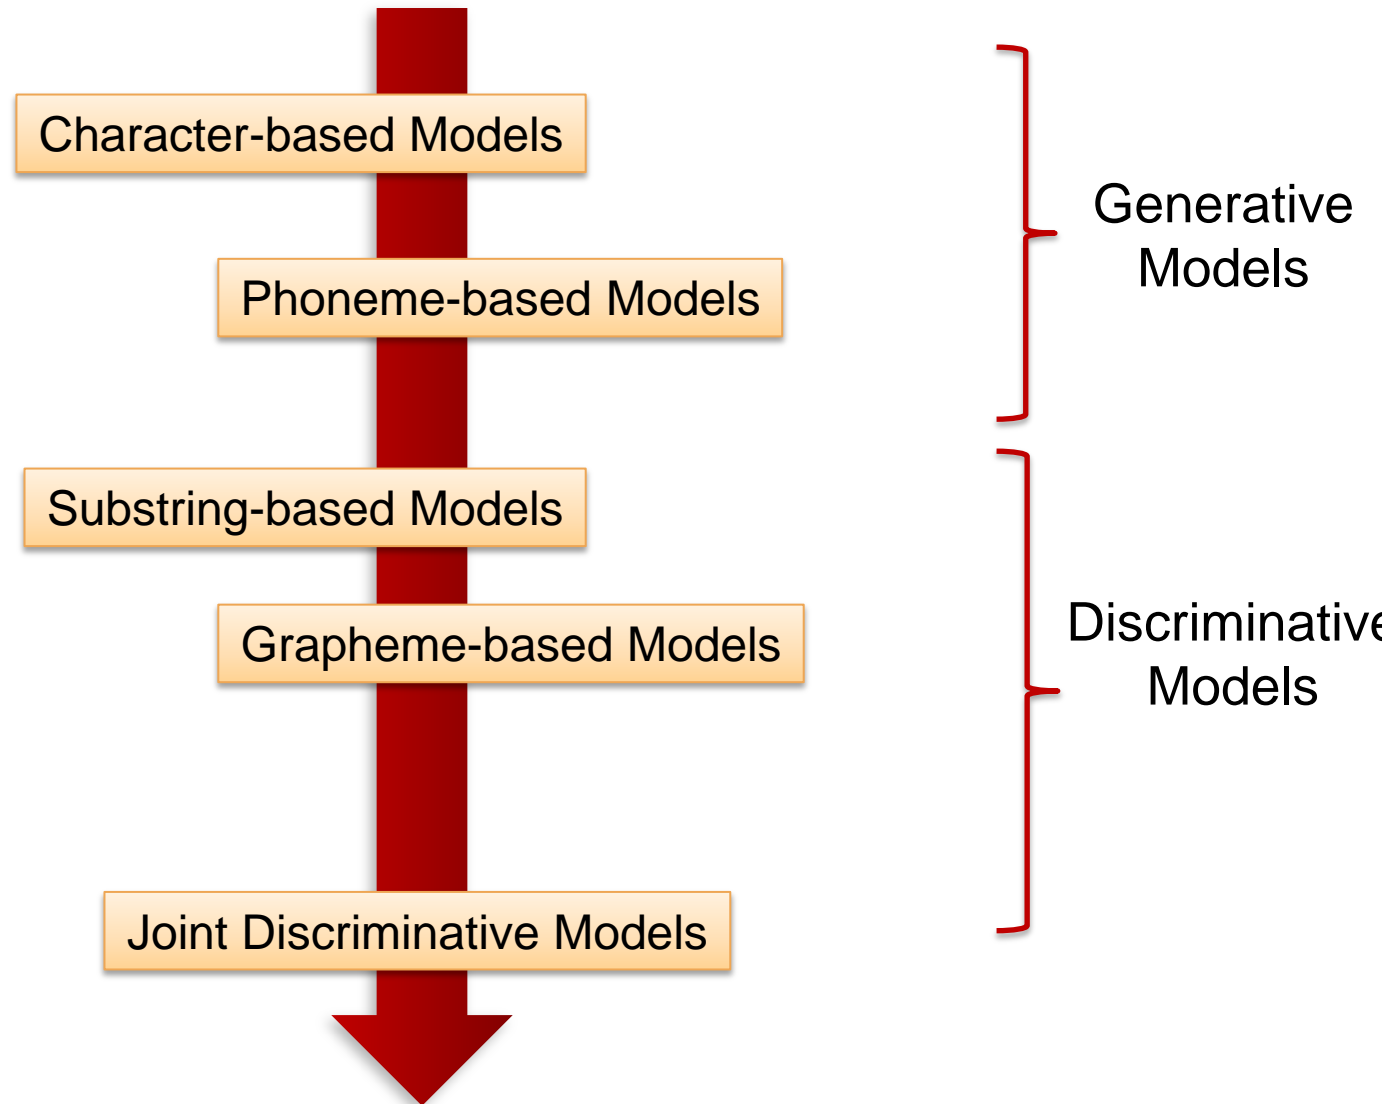 Character-based Models
Phoneme-based Models
Generative
Models
Substring-based Models
Grapheme-based Models
Discriminative
Models
Joint Discriminative Models